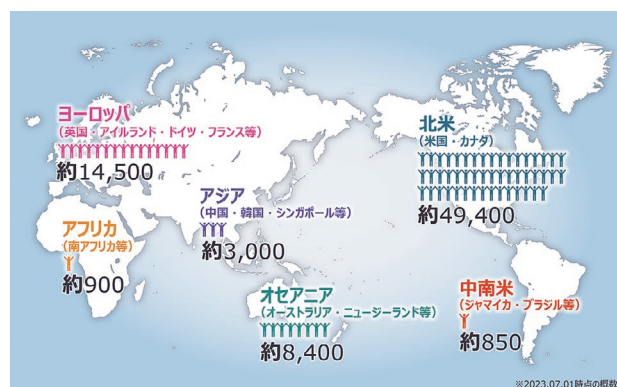 ヨーロッパ
（英国・アイルランド・ドイツ・フランス等）
約14,500
北米
（米国・カナダ）
約49,400
アジア
（中国・韓国・シンガポール等）
約3,000
アフリカ
（南アフリカ等）
約900
オセアニア
（オーストラリア・ニュージーランド等）
約8,400
中南米
（ジャマイカ・ブラジル等）
約850
※2023.07.01時点の概数